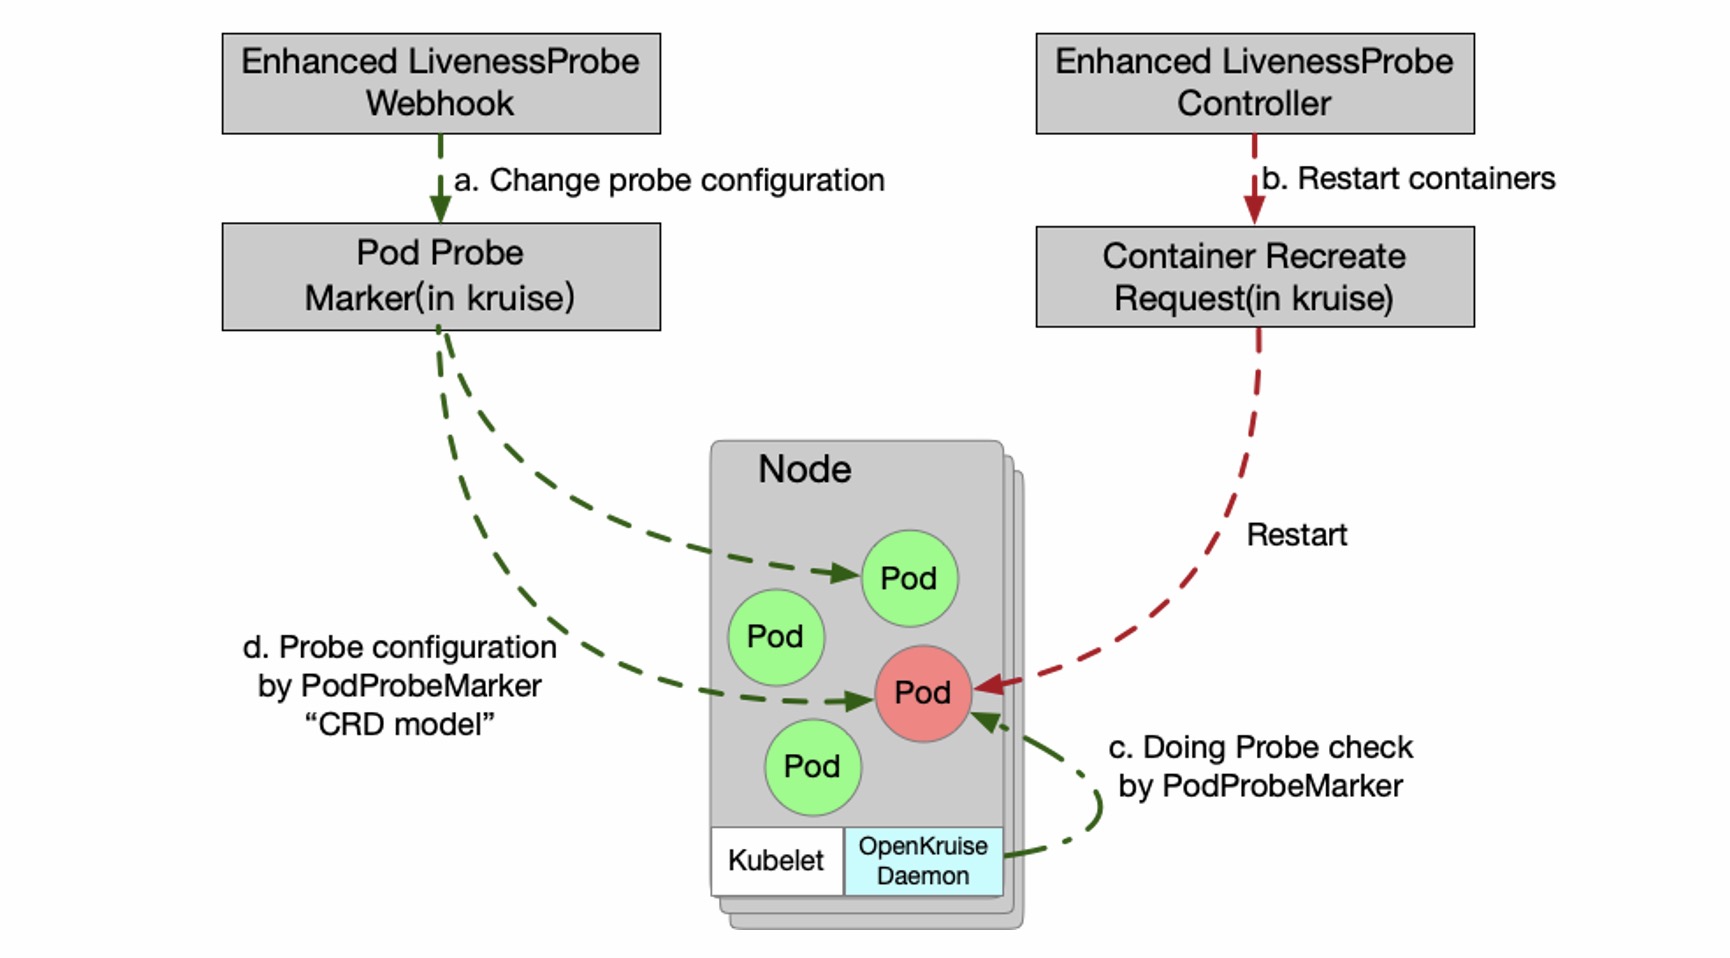 Enhanced LivenessProbe
Webhook
Enhanced LivenessProbe
Controller
a. Change probe configuration
b. Restart containers
Pod Probe
Marker(in kruise)
Container Recreate
Request(in kruise)
Node
Restart
Pod
Pod
d. Probe configuration
by PodProbeMarker
“CRD model”
Pod
Pod
c. Doing Probe check
by PodProbeMarker
Kubelet
OpenKruise
Daemon